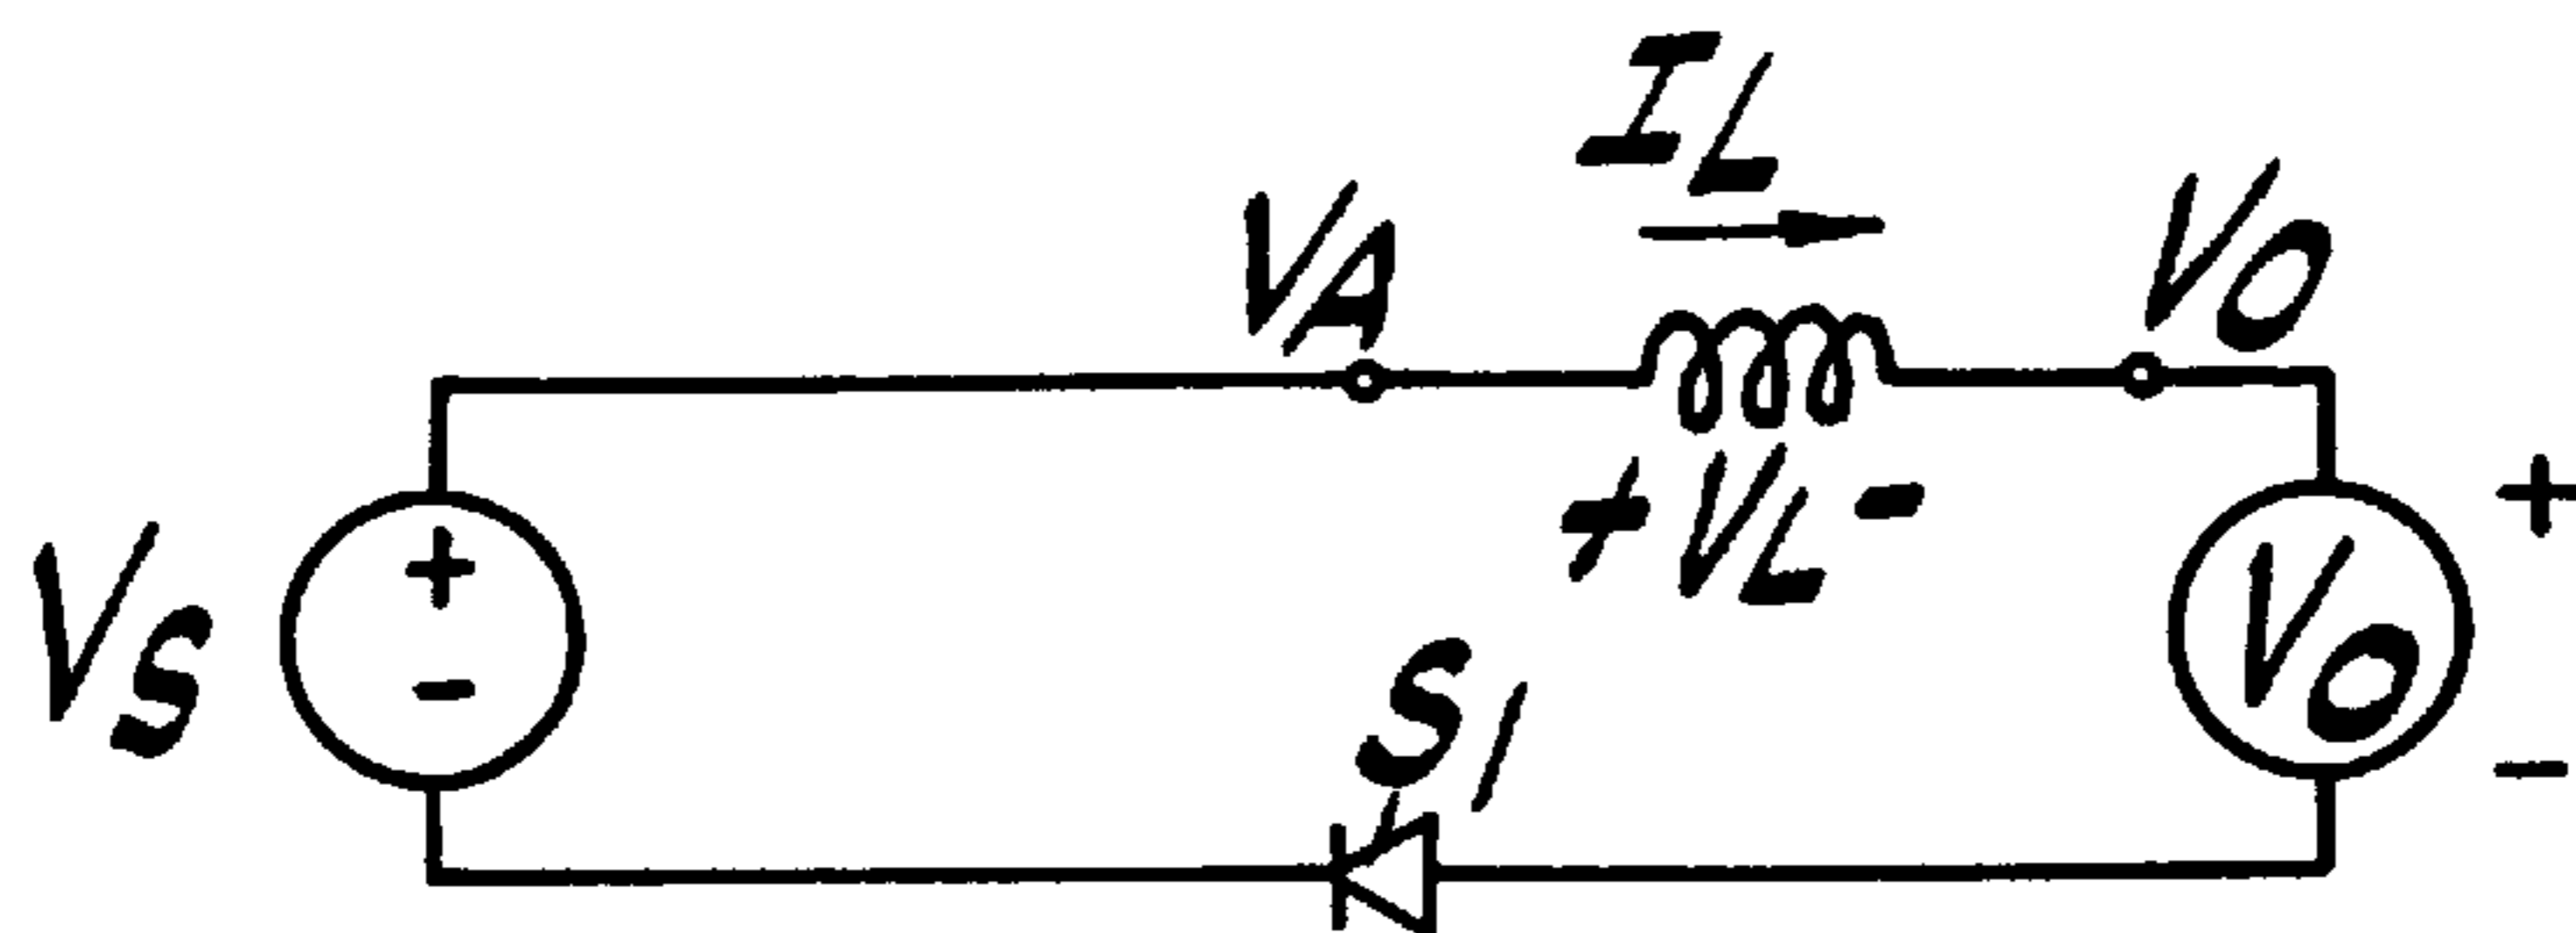 IL
VA
VO
+VL-
+
VS
+
-
VO
S1
-